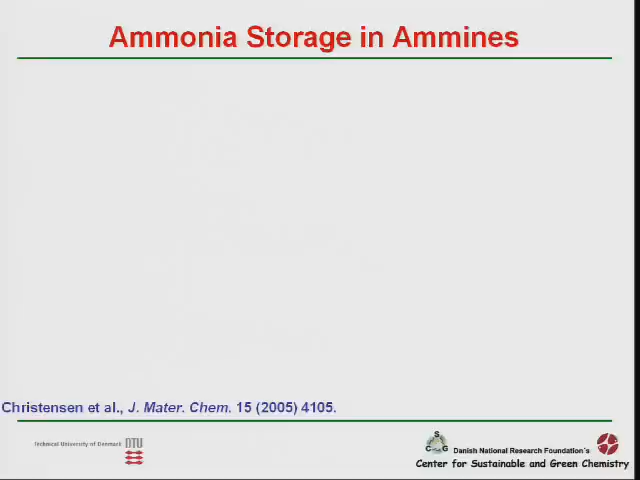 Ammonia Storage in Ammines
Christensen et al., J. Mater. Chem. 15 (2005) 4105.
Technical University of Denmark DTU
S
C G
Danish National Research Foundation's
Center for Sustainable and Green Chemistry